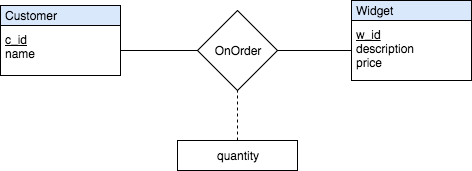 Customer
c_id
name
OnOrder
Widget
w_id
description
price
quantity